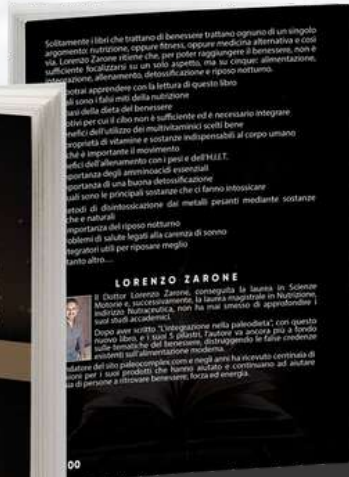 Solitamente i libri che trattano di benessere trattano ognuno di un singolo
argomento: nutrizione, oppure fitness, oppure medicina alternativa e così
via. Lorenzo Zarone ritiene che, per poter raggiungere il benessere, non è
sufficiente focalizzarsi su un solo aspetto, ma su cinque: alimentazione,
integrazione, allenamento, detossificazione e riposo notturno.
potrai apprendere con la lettura di questo libro
ali sono i falsi miti della nutrizione
basi della dieta del benessere
otivi per cui il cibo non è sufficiente ed è necessario integrare
nefici dell'utilizzo dei multivitaminici scelti bene
proprietà di vitamine e sostanze indispensabili al corpo umano
ché è importante il movimento
nefici dell'allenamento con i pesi e dell'H.I.I.T.
portanza degli amminoacidi essenziali
portanza di una buona detossificazione
uali sono le principali sostanze che ci fanno intossicare
etodi di disintossicazione dai metalli pesanti mediante sostanze
che e naturali
mportanza del riposo notturno
oblemi di salute legati alla carenza di sonno
tegratori utili per riposare meglio
tanto altro....
LORENZO ZARONE
Il Dottor Lorenzo Zarone, conseguita la laurea in Scienze
Motorie e, successivamente, la laurea magistrale in Nutrizione,
indirizzo Nutraceutica, non ha mai smesso di approfondire i
suoi studi accademici.
Dopo aver scritto "L'integrazione nella paleodieta", con questo
nuovo libro, e i suoi 5 pilastri, l'autore va ancora più a fondo
sulle tematiche del benessere, distruggendo le false credenze
esistenti sull'alimentazione moderna.
ndatore del sito paleocomplex.com e negli anni ha ricevuto centinaia di
sioni per i suoi prodotti che hanno aiutato e continuano ad aiutare
aia di persone a ritrovare benessere, forza ed energia.
00